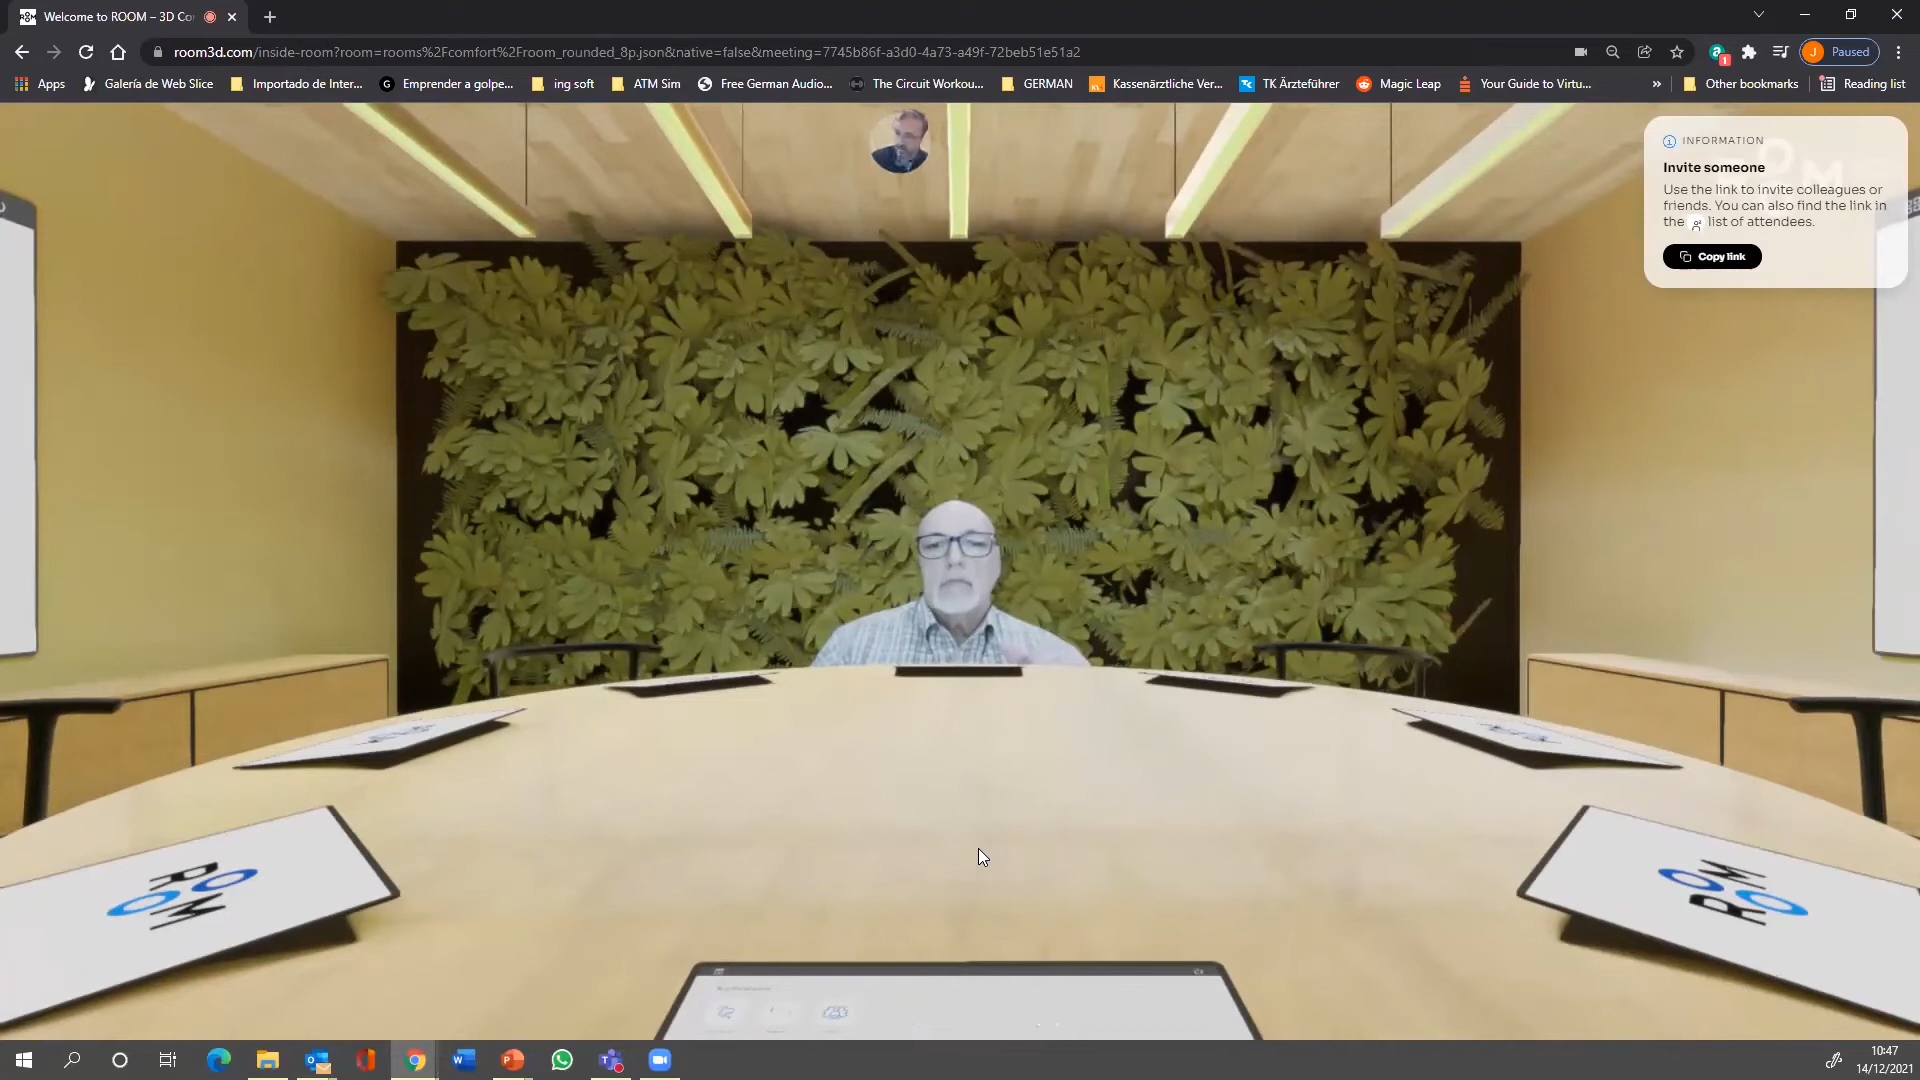 Welcome to ROOM – 3D Co
room3d.com/inside-room?room=rooms%2Fcomfort%2Froom_rounded_8p.json&native=false&meeting=7745b86f-a3d0-4a73-a49f-72beb51e51a2
1
J Paused
Apps
Galería de Web Slice
Importado de Inter...
Emprender a golpe...
ing soft
ATM Sim
Free German Audio...
The Circuit Workou...
GERMAN
Kassenärztliche Ver...
TK Ärzteführer
Magic Leap
Your Guide to Virtu...
»
Other bookmarks
Reading list
INFORMATION
Invite someone
Use the link to invite colleagues or
friends. You can also find the link in
the list of attendees.
Copy link
ROOM
ROOM
10:47
14/12/2021